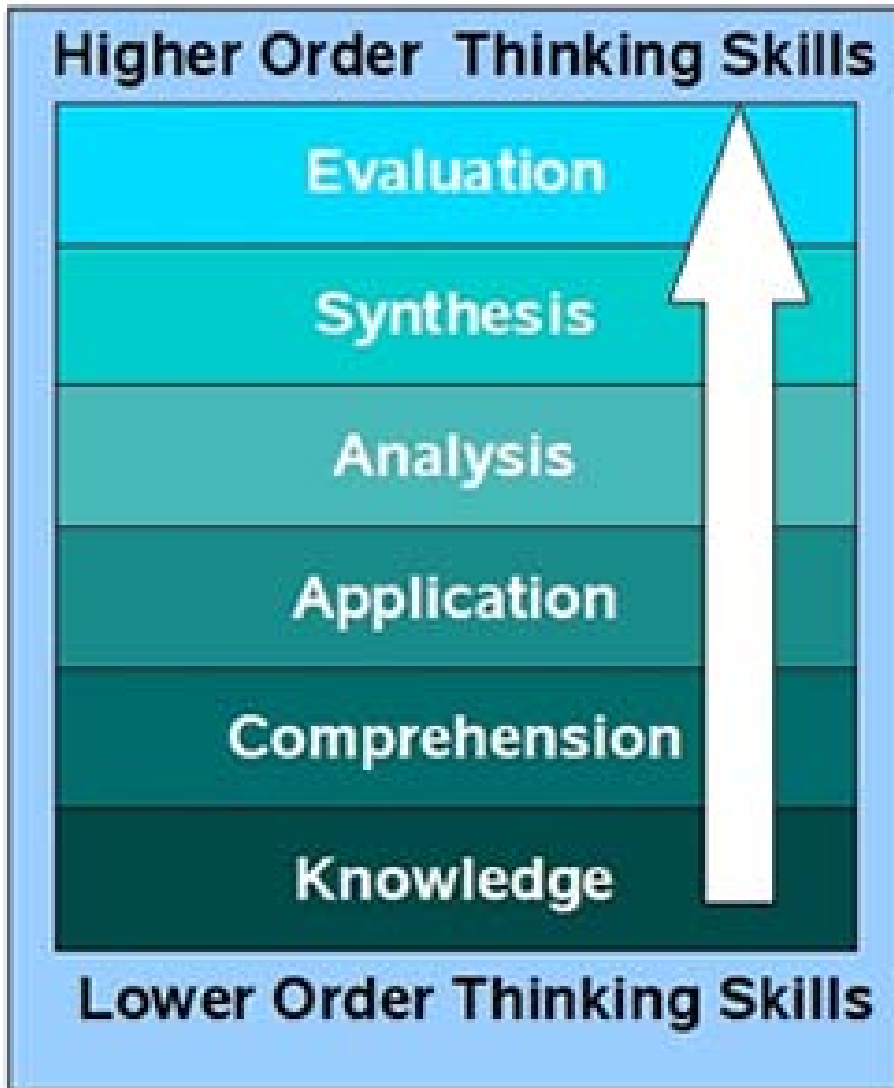 Higher Order Thinking Skills
Evaluation
Synthesis
Analysis
Application
Comprehension
Knowledge
Lower Order Thinking Skills